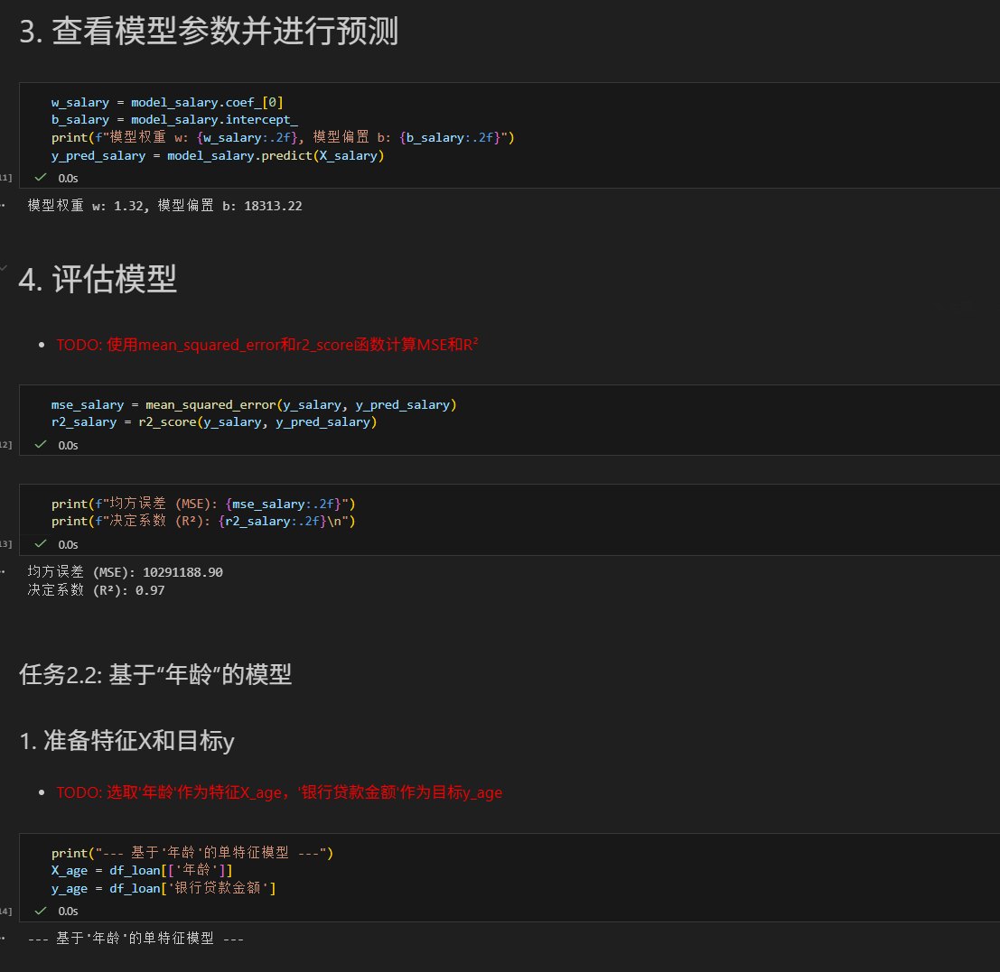 3. 查看模型参数并进行预测
w_salary = model_salary.coef_[0]
b_salary = model_salary.intercept_
print(f"模型权重 w: {w_salary:.2f}, 模型偏置 b: {b_salary:.2f}")
y_pred_salary = model_salary.predict(X_salary)
11]
0.0s
模型权重 w: 1.32, 模型偏置 b: 18313.22
4. 评估模型
• TODO: 使用mean_squared_error和r2_score函数计算MSE和R²
mse_salary = mean_squared_error(y_salary, y_pred_salary)
r2_salary = r2_score(y_salary, y_pred_salary)
12]
0.0s
print(f"均方误差 (MSE): {mse_salary:.2f}")
print(f"决定系数 (R²): {r2_salary:.2f}\n")
13]
0.0s
均方误差 (MSE): 10291188.90
决定系数 (R²): 0.97
任务2.2: 基于“年龄”的模型
1. 准备特征X和目标y
• TODO: 选取'年龄'作为特征X_age，'银行贷款金额'作为目标y_age
print("--- 基于'年龄'的单特征模型 ---")
X_age = df_loan[['年龄']]
y_age = df_loan['银行贷款金额']
14]
0.0s
--- 基于'年龄'的单特征模型 ---